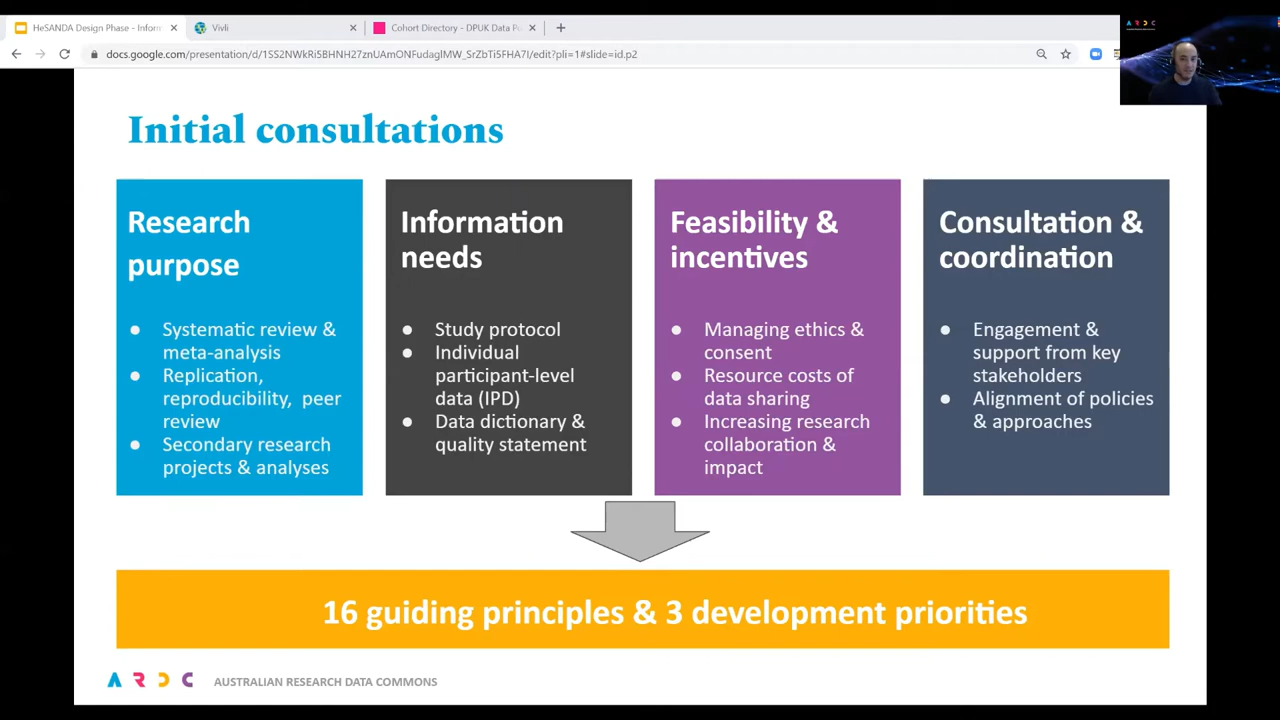 HeSANDA Design Phase - Inform
Vivli
Cohort Directory - DPUK Data Po
docs.google.com/presentation/d/1SS2NWkRi5BHNH27znUAmONFudaglMW_SrZbTi5FHA7I/edit?pli=1#slide=id.p2
A R D C
Initial consultations
Research
purpose
● Systematic review &
meta-analysis
● Replication,
reproducibility, peer
review
● Secondary research
projects & analyses
Information
needs
● Study protocol
● Individual
participant-level
data (IPD)
● Data dictionary &
quality statement
Feasibility &
incentives
● Managing ethics &
consent
● Resource costs of
data sharing
● Increasing research
collaboration &
impact
Consultation &
coordination
● Engagement &
support from key
stakeholders
● Alignment of policies
& approaches
16 guiding principles & 3 development priorities
A R D C AUSTRALIAN RESEARCH DATA COMMONS